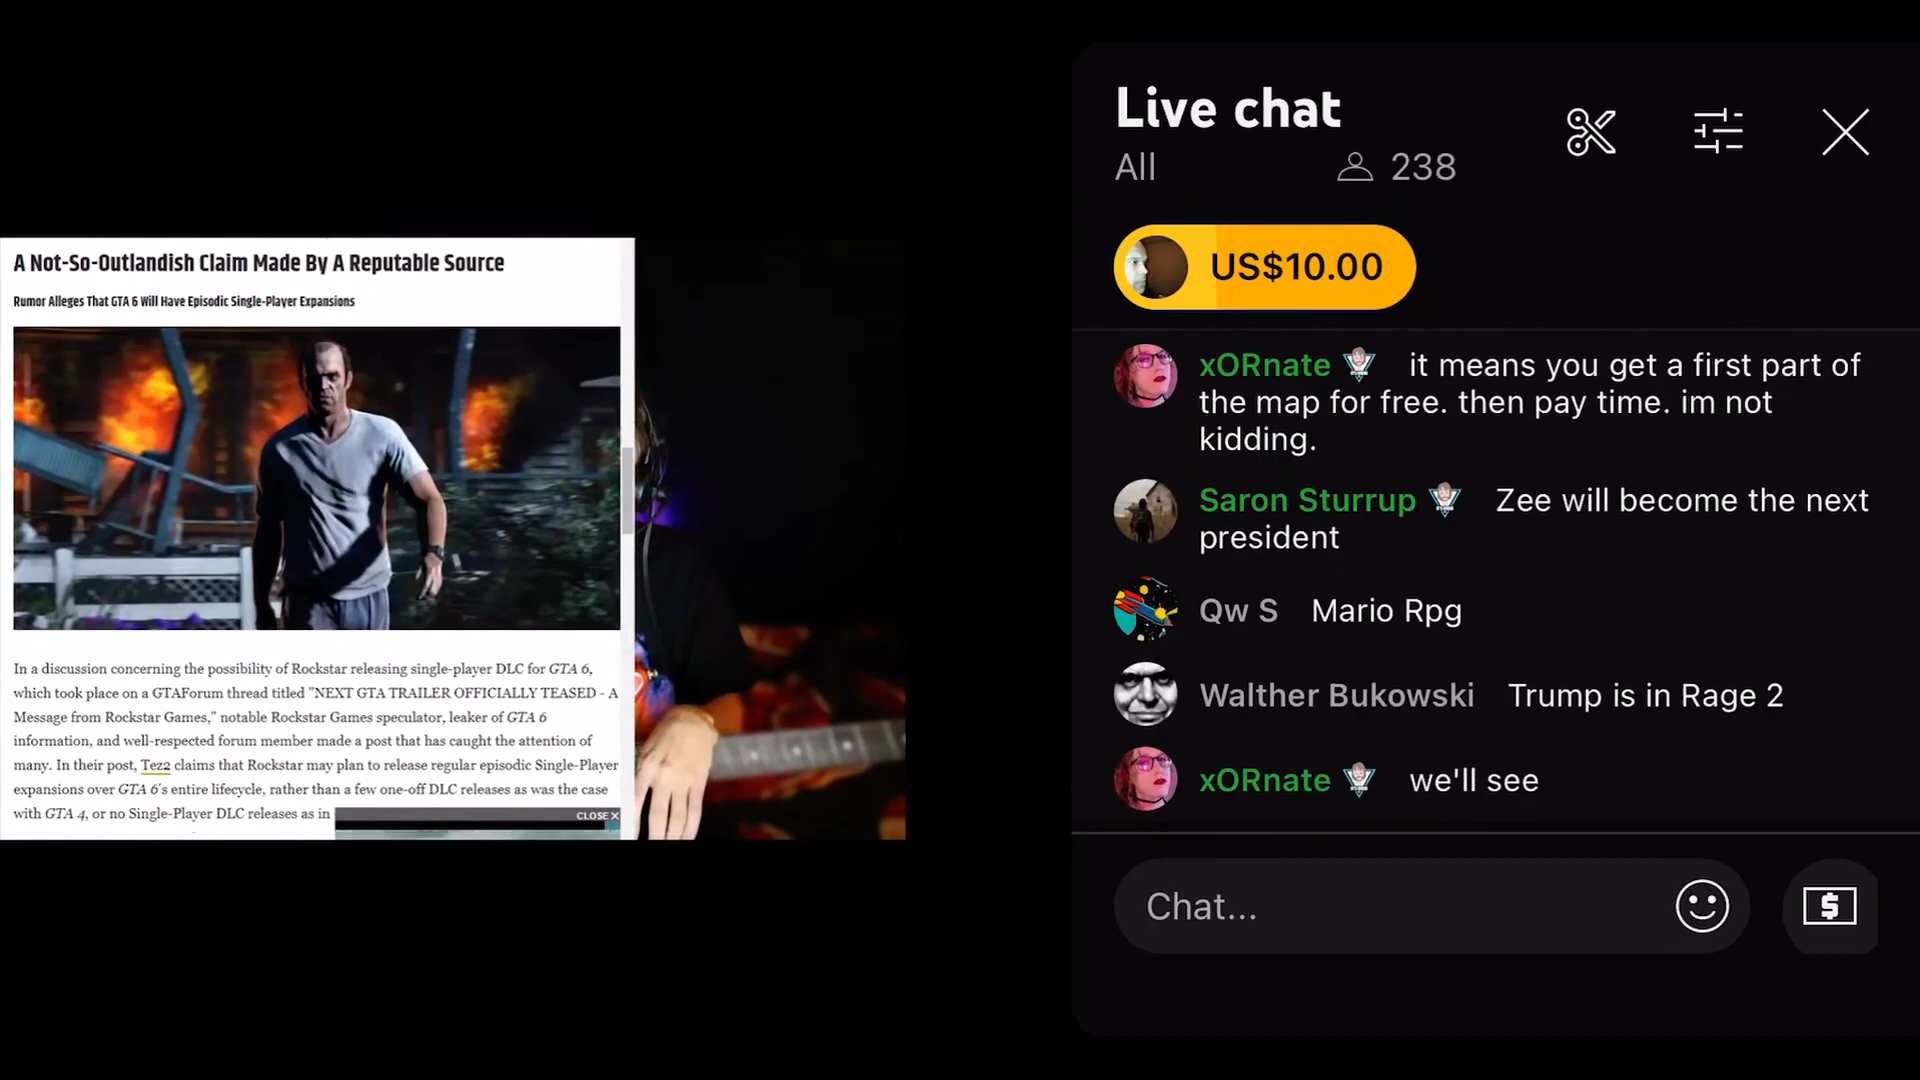 A Not-So-Outlandish Claim Made By A Reputable Source
Rumor Alleges That GTA 6 Will Have Episodic Single-Player Expansions
In a discussion concerning the possibility of Rockstar releasing single-player DLC for GTA 6,
which took place on a GTAForum thread titled "NEXT GTA TRAILER OFFICIALLY TEASED - A
Message from Rockstar Games," notable Rockstar Games speculator, leaker of GTA 6
information, and well-respected forum member made a post that has caught the attention of
many. In their post, Tez2 claims that Rockstar may plan to release regular episodic Single-Player
expansions over GTA 6's entire lifecycle, rather than a few one-off DLC releases as was the case
with GTA 4, or no Single-Player DLC releases as in
CLOSE X
Live chat
All
238
US$10.00
xORnate it means you get a first part of
the map for free. then pay time. im not
kidding.
Saron Sturrup Zee will become the next
president
Qw S Mario Rpg
Walther Bukowski Trump is in Rage 2
xORnate we'll see
Chat...